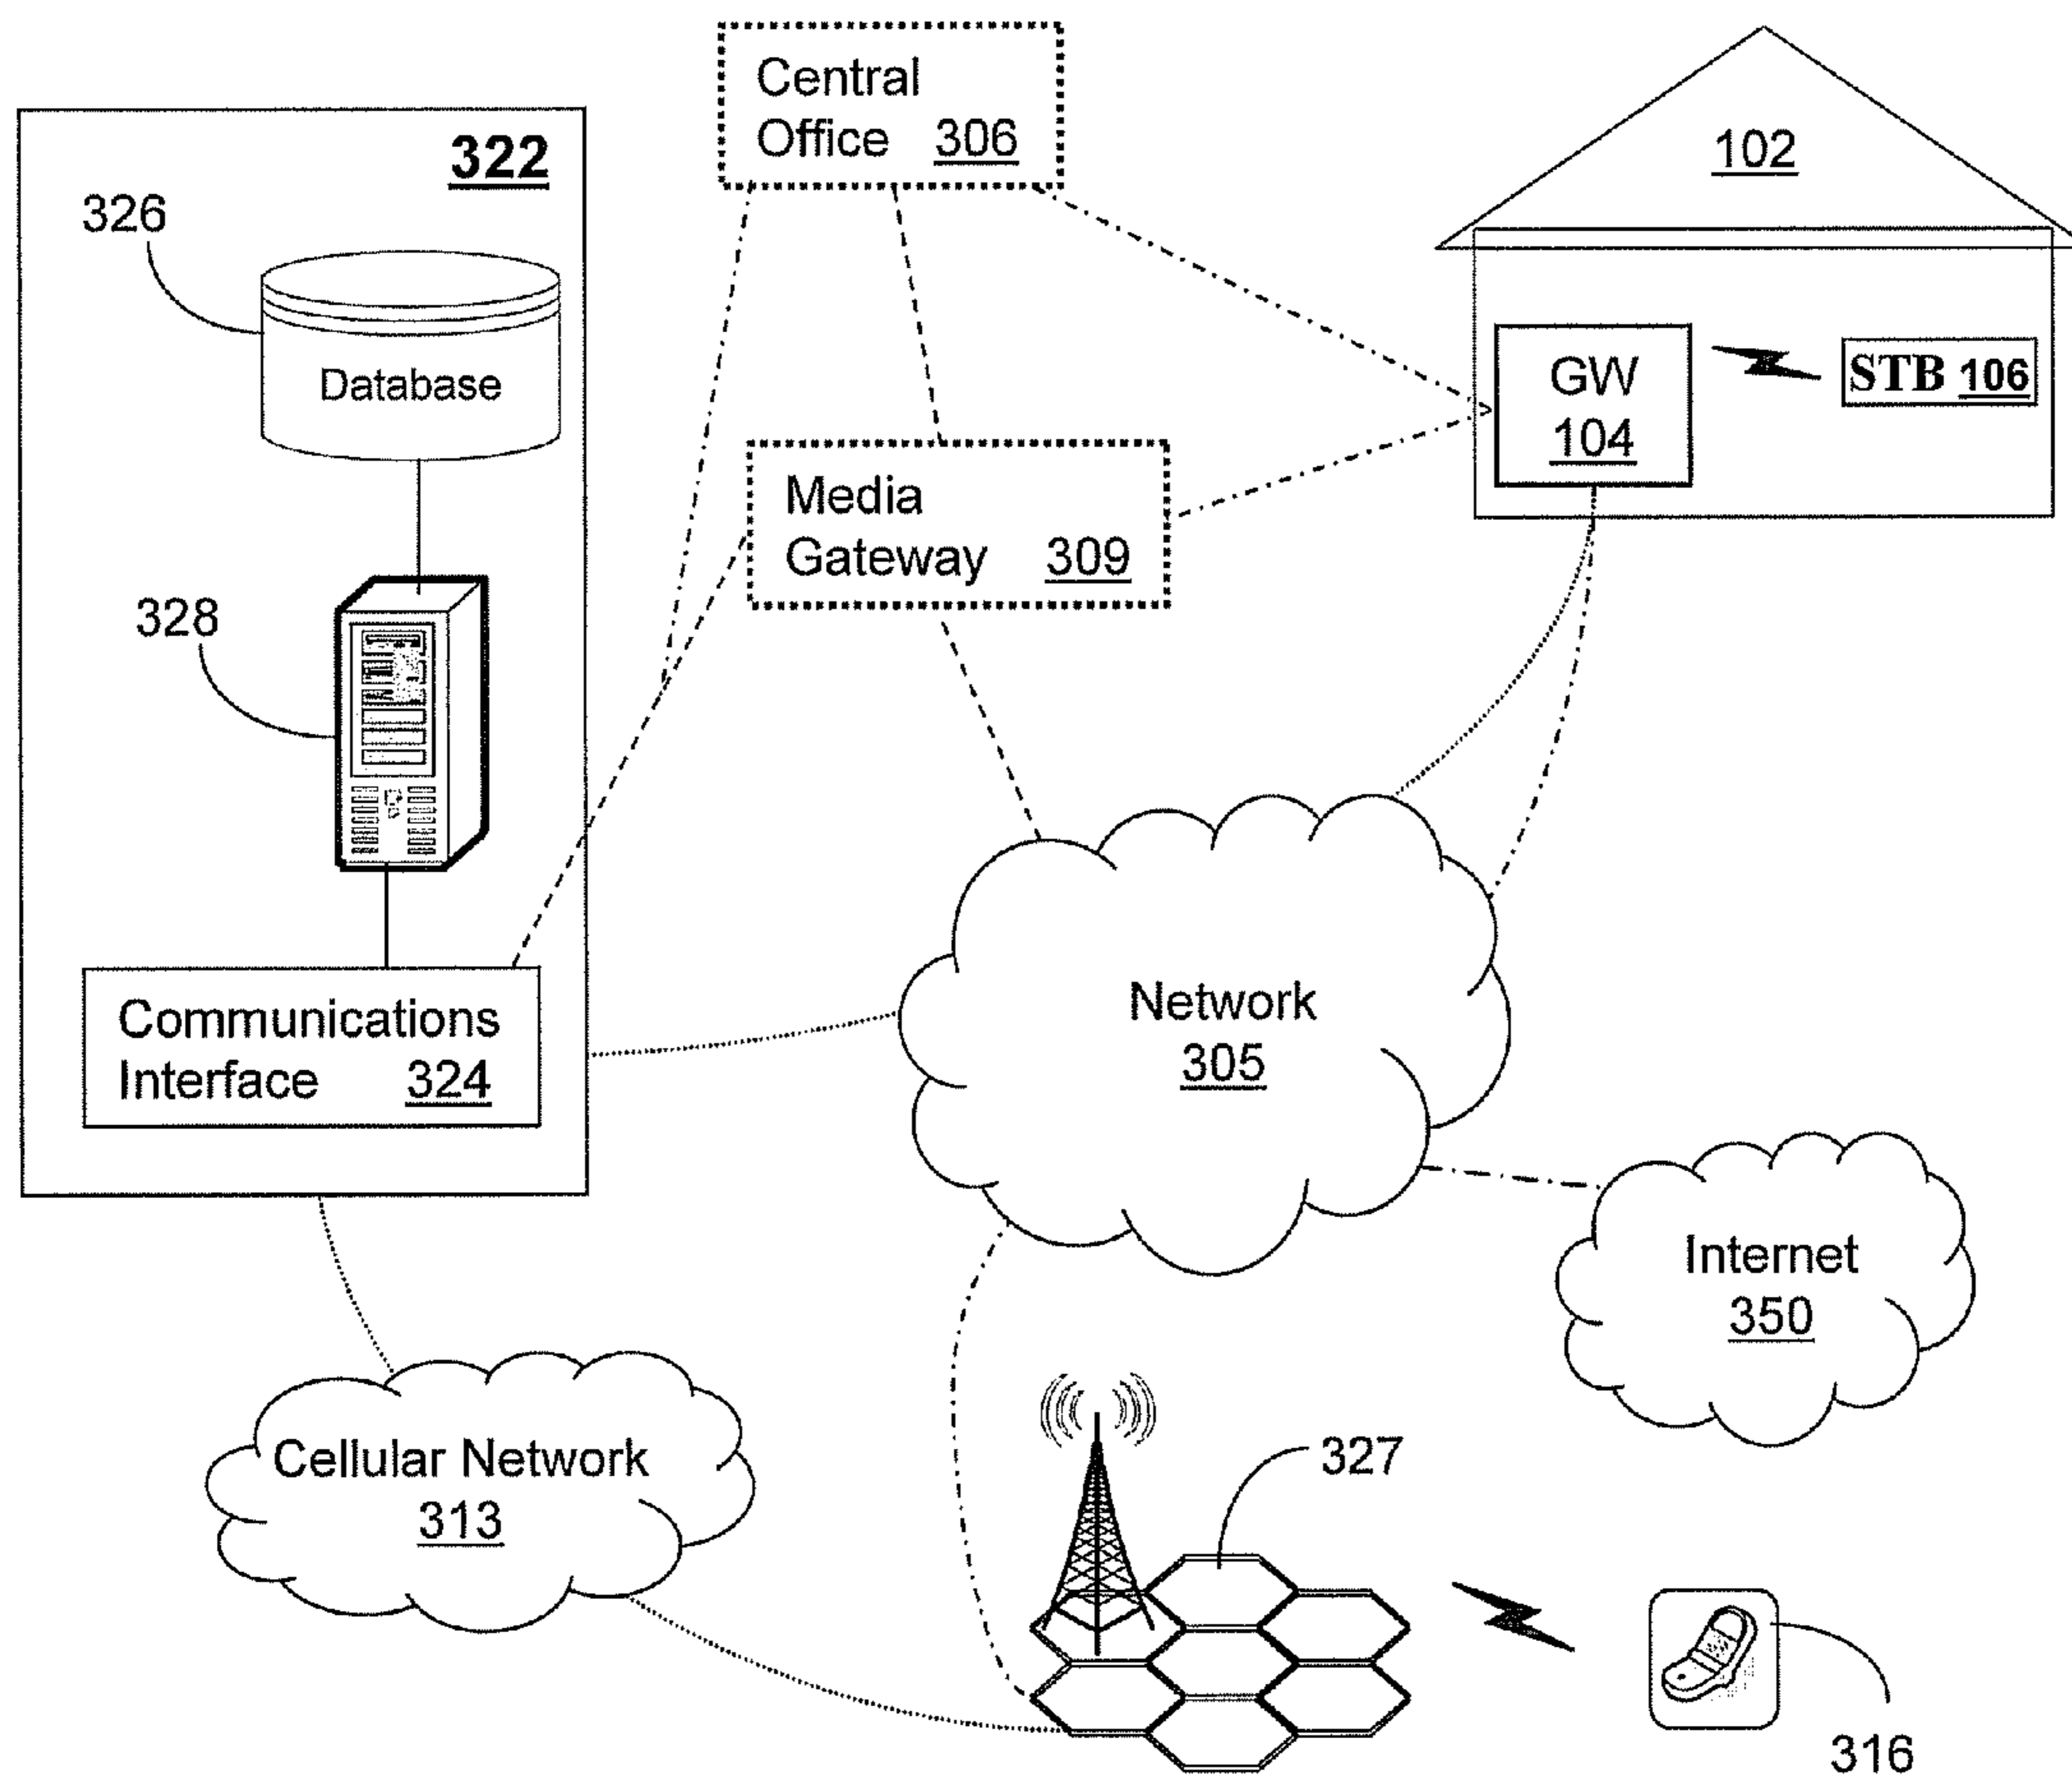 Central
Office 306
322
102
326
Database
GW
104
STB 106
Media
Gateway 309
328
Network
305
Communications
Interface 324
Internet
350
Cellular Network
313
327
316